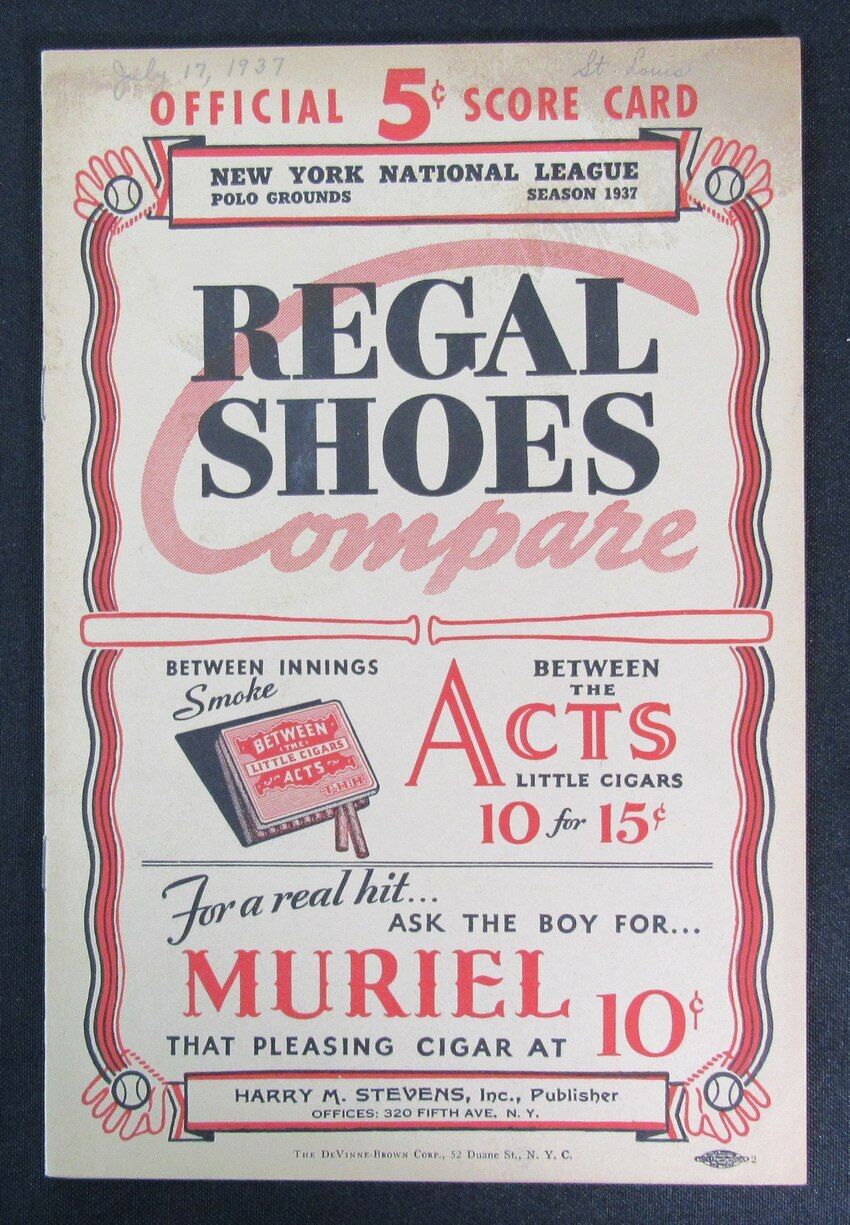 July 17, 1937
St. Louis
OFFICIAL 5¢ SCORE CARD
NEW YORK NATIONAL LEAGUE
POLO GROUNDS SEASON 1937
REGAL
SHOES
Compare
BETWEEN INNINGS
Smoke
BETWEEN
(THE)
LITTLE CIGARS
ACTS
BETWEEN
THE
ACTS
LITTLE CIGARS
10 for 15¢
For a real hit...
ASK THE BOY FOR...
MURIEL
THAT PLEASING CIGAR AT 10¢
HARRY M. STEVENS, Inc., Publisher
OFFICES: 320 FIFTH AVE. N. Y.
THE DEVINNE-BROWN CORP., 52 Duane St., N. Y. C.
2